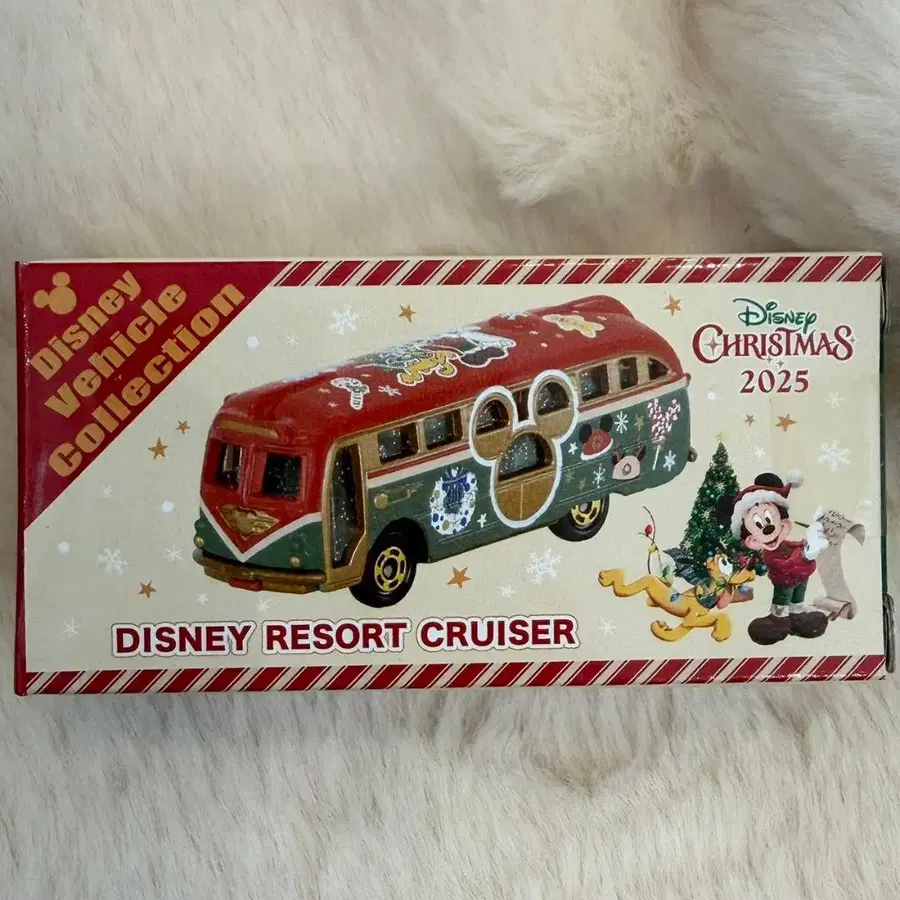 Disney
Vehicle
Collection
Disney
CHRISTMAS
2025
DISNEY RESORT CRUISER